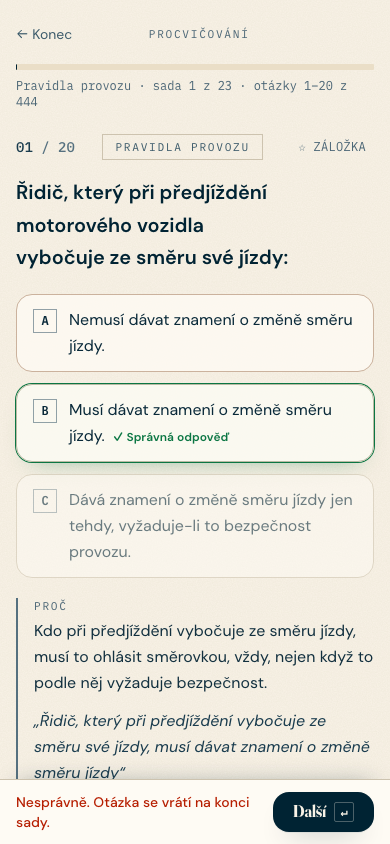 ← Konec
PROCVIČOVÁNÍ
Pravidla provozu · sada 1 z 23 · otázky 1–20 z
444
01 / 20
PRAVIDLA PROVOZU
☆ ZÁLOŽKA
Řidič, který při předjíždění
motorového vozidla
vybočuje ze směru své jízdy:
A Nemusí dávat znamení o změně směru
jízdy.
B Musí dávat znamení o změně směru
jízdy. ✓ Správná odpověď
C Dává znamení o změně směru jízdy jen
tehdy, vyžaduje-li to bezpečnost
provozu.
PROČ
Kdo při předjíždění vybočuje ze směru jízdy,
musí to ohlásit směrovkou, vždy, nejen když to
podle něj vyžaduje bezpečnost.
„Řidič, který při předjíždění vybočuje ze
směru své jízdy, musí dávat znamení o změně
směru jízdy“
Nesprávně. Otázka se vrátí na konci
sady.
Další ↵